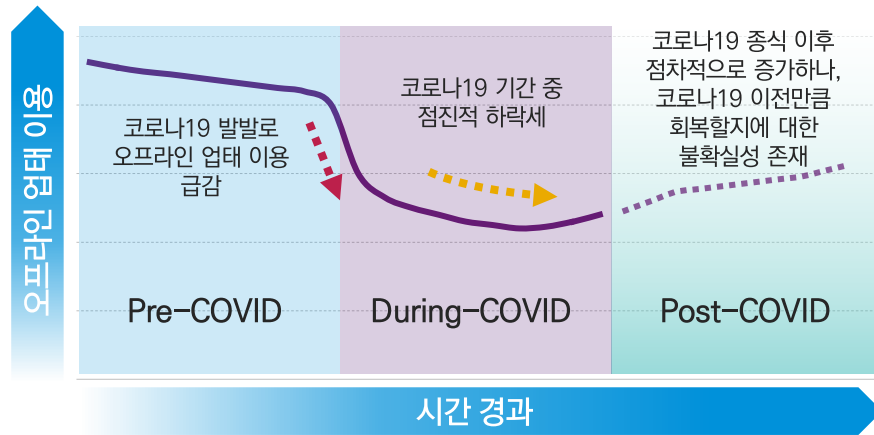 오프라인 업태 이용
코로나19 발발로
오프라인 업태 이용
급감
Pre-COVID
코로나19 기간 중
점진적 하락세
During-COVID
코로나19 종식 이후
점차적으로 증가하나,
코로나19 이전만큼
회복할지에 대한
불확실성 존재
Post-COVID
시간 경과